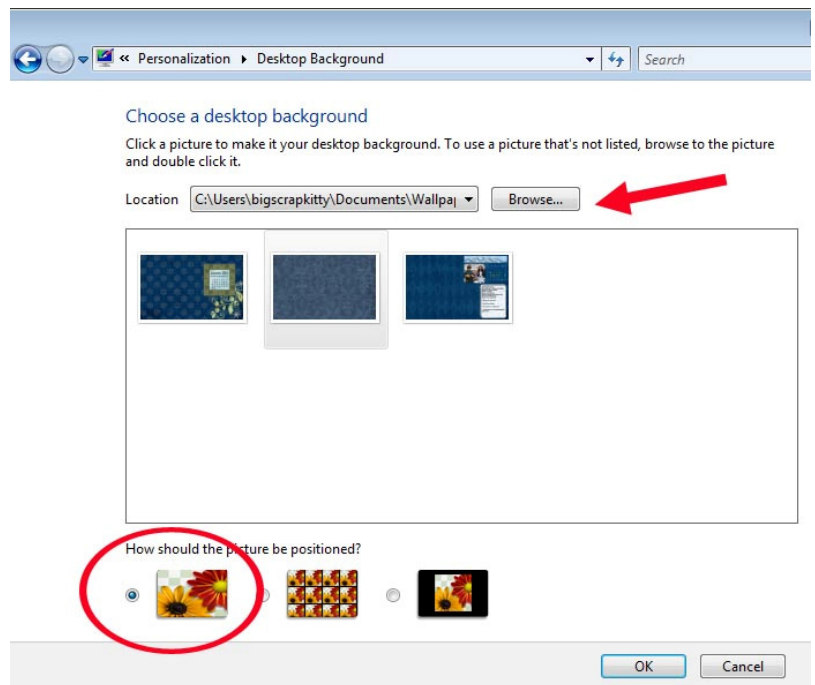 « Personalization ▸ Desktop Background
Search
Choose a desktop background
Click a picture to make it your desktop background. To use a picture that's not listed, browse to the picture
and double click it.
Location C:\Users\bigscrapkitty\Documents\Wallpa Browse...
How should the picture be positioned?
OK Cancel